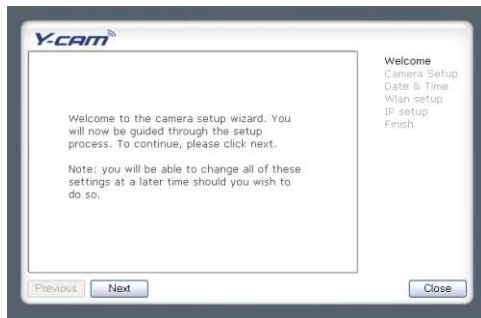 Y-cam
Welcome to the camera setup wizard. You
will now be guided through the setup
process. To continue, please click next.
Note: you will be able to change all of these
settings at a later time should you wish to
do so.
Welcome
Camera Setup
Date & Time
Wlan setup
IP setup
Finish
Previous
Next
Close